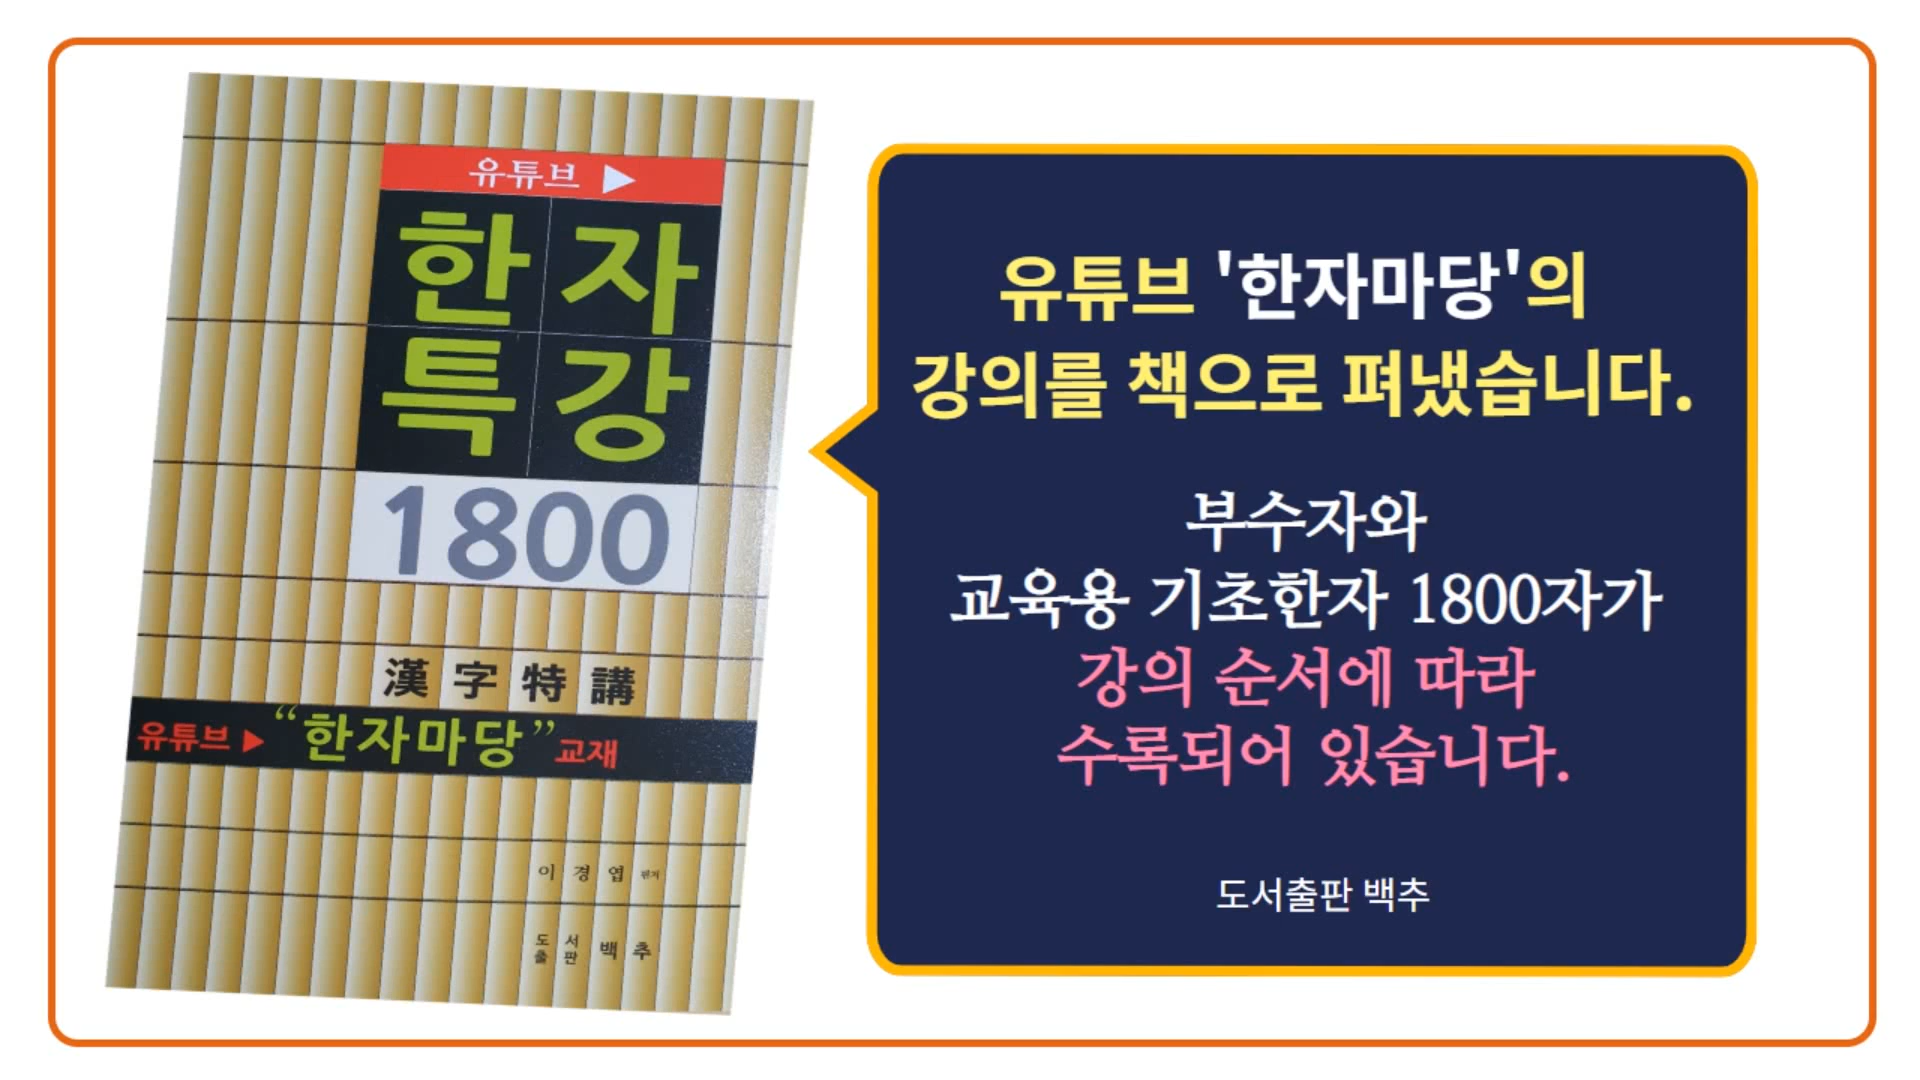 유튜브 ▶
한자
특강
1800
漢字特講
유튜브 ▶ “한자마당” 교재
이경엽 편저
도서출판 백추
유튜브 '한자마당'의
강의를 책으로 펴냈습니다.
부수자와
교육용 기초한자 1800자가
강의 순서에 따라
수록되어 있습니다.
도서출판 백추